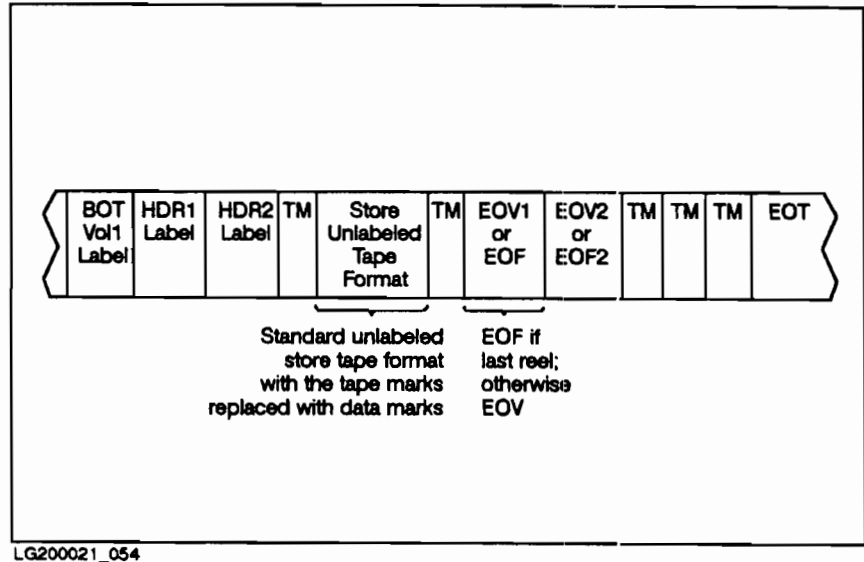 BOT Vol1 Label
HDR1 Label
HDR2 Label
TM
Store Unlabeled Tape Format
TM
EOV1 or EOF
EOV2 or EOF2
TM
TM
TM
EOT
Standard unlabeled
store tape format
with the tape marks
replaced with data marks
EOF if
last reel;
otherwise
EOV
LG200021_054